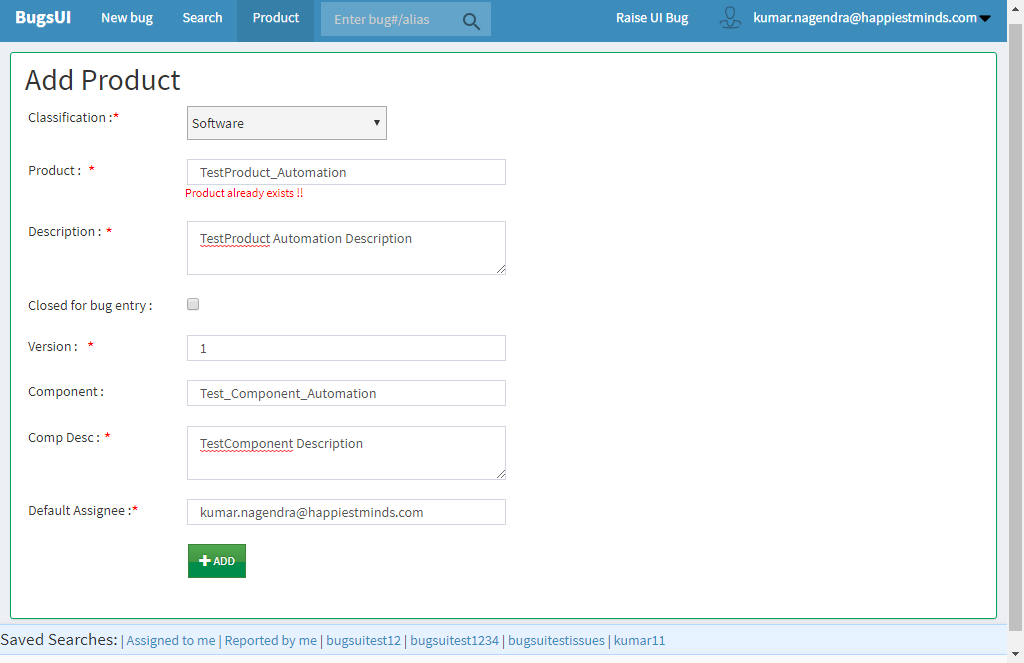 BugsUI New bug Search Product Enter bug#/alias Raise UI Bug kumar.nagendra@happiestminds.com
Add Product
Classification :* Software
Product : * TestProduct_Automation
Product already exists !!
Description : * TestProduct Automation Description
Closed for bug entry :
Version : * 1
Component : Test_Component_Automation
Comp Desc : * TestComponent Description
Default Assignee :* kumar.nagendra@happiestminds.com
ADD
Saved Searches: | Assigned to me | Reported by me | bugsuitest12 | bugsuitest1234 | bugsuitestissues | kumar11